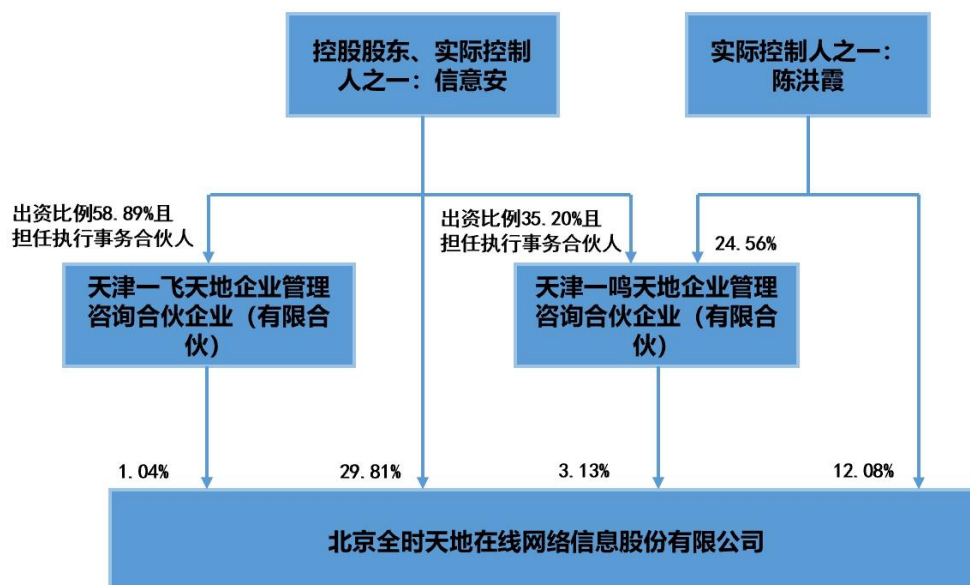 控股股东、实际控制
人之一：信意安
实际控制人之一：
陈洪霞
出资比例58.89%且
担任执行事务合伙人
出资比例35.20%且
担任执行事务合伙人
24.56%
天津一飞天地企业管理
咨询合伙企业（有限合
伙）
天津一鸣天地企业管理
咨询合伙企业（有限合
伙）
1.04%
29.81%
3.13%
12.08%
北京全时天地在线网络信息股份有限公司